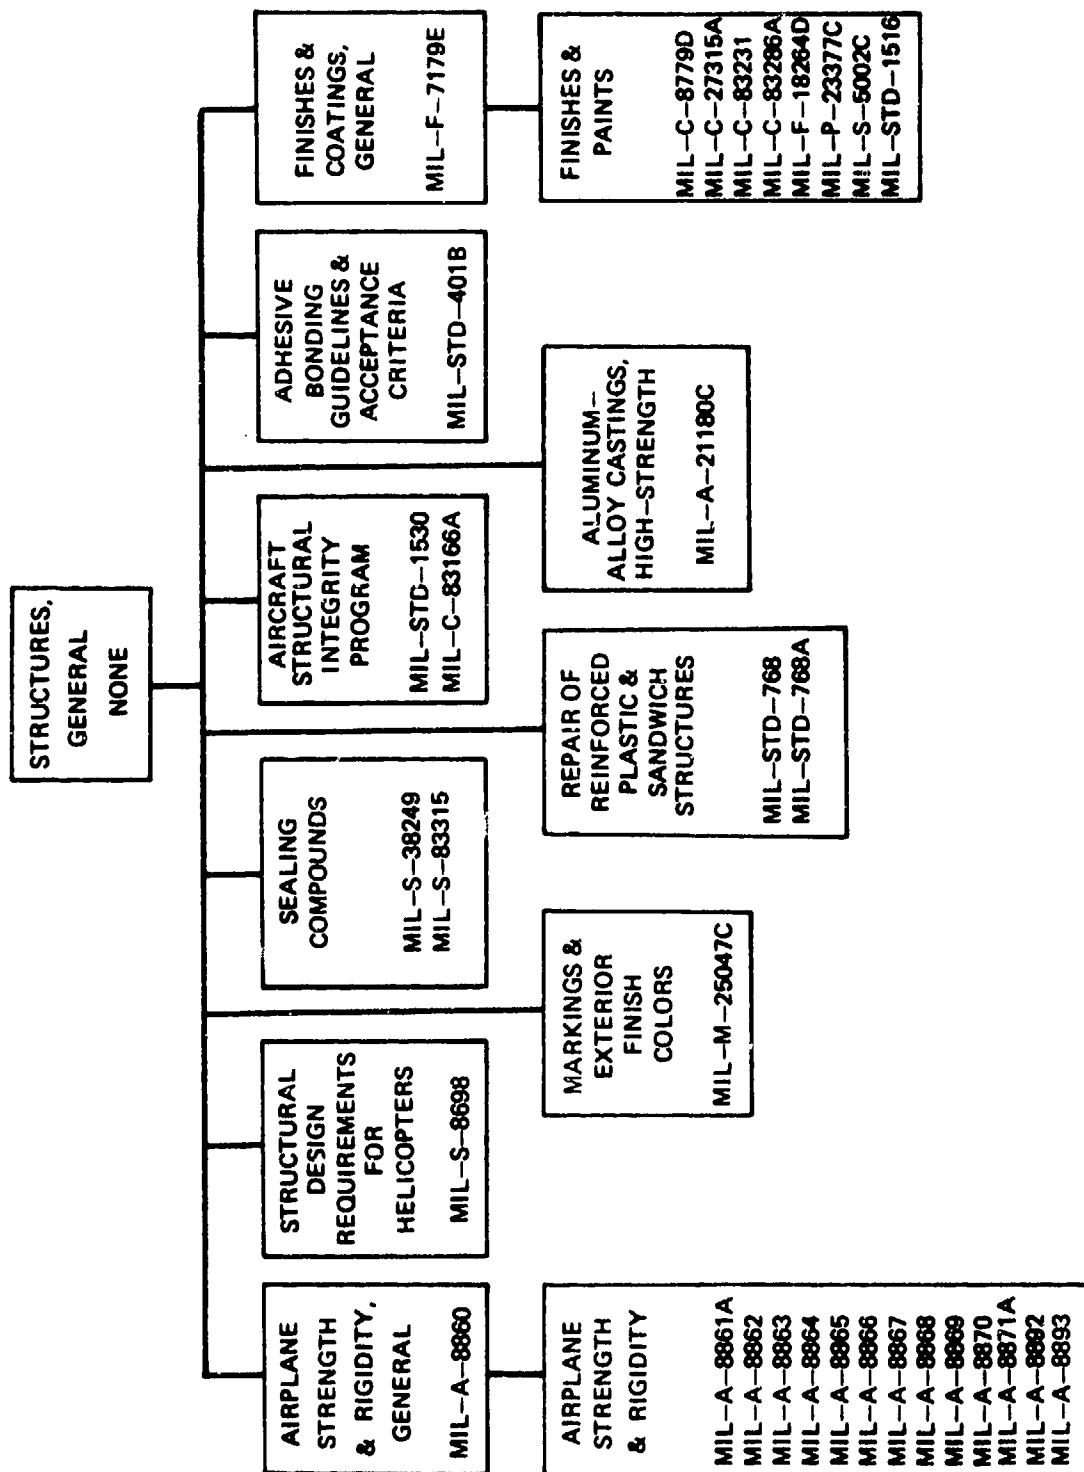 STRUCTURES,
GENERAL
NONE
AIRPLANE
STRENGTH
& RIGIDITY,
GENERAL
MIL-A-8860
STRUCTURAL
DESIGN
REQUIREMENTS
FOR
HELICOPTERS
MIL-S-8698
SEALING
COMPOUNDS
MIL-S-38249
MIL-S-83315
AIRCRAFT
STRUCTURAL
INTEGRITY
PROGRAM
MIL-STD-1530
MIL-C-83166A
ADHESIVE
BONDING
GUIDELINES &
ACCEPTANCE
CRITERIA
MIL-STD-401B
FINISHES &
COATINGS,
GENERAL
MIL-F-7179E
AIRPLANE
STRENGTH
& RIGIDITY
MIL-A-8861A
MIL-A-8862
MIL-A-8863
MIL-A-8864
MIL-A-8865
MIL-A-8866
MIL-A-8867
MIL-A-8868
MIL-A-8869
MIL-A-8870
MIL-A-8871A
MIL-A-8892
MIL-A-8893
MARKINGS &
EXTERIOR
FINISH
COLORS
MIL-M-25047C
REPAIR OF
REINFORCED
PLASTIC &
SANDWICH
STRUCTURES
MIL-STD-768
MIL-STD-768A
ALUMINUM-
ALLOY CASTINGS,
HIGH-STRENGTH
MIL-A-21180C
FINISHES &
PAINTS
MIL-C-8779D
MIL-C-27315A
MIL-C-83231
MIL-C-83286A
MIL-F-18264D
MIL-P-23377C
MIL-S-5002C
MIL-STD-1516